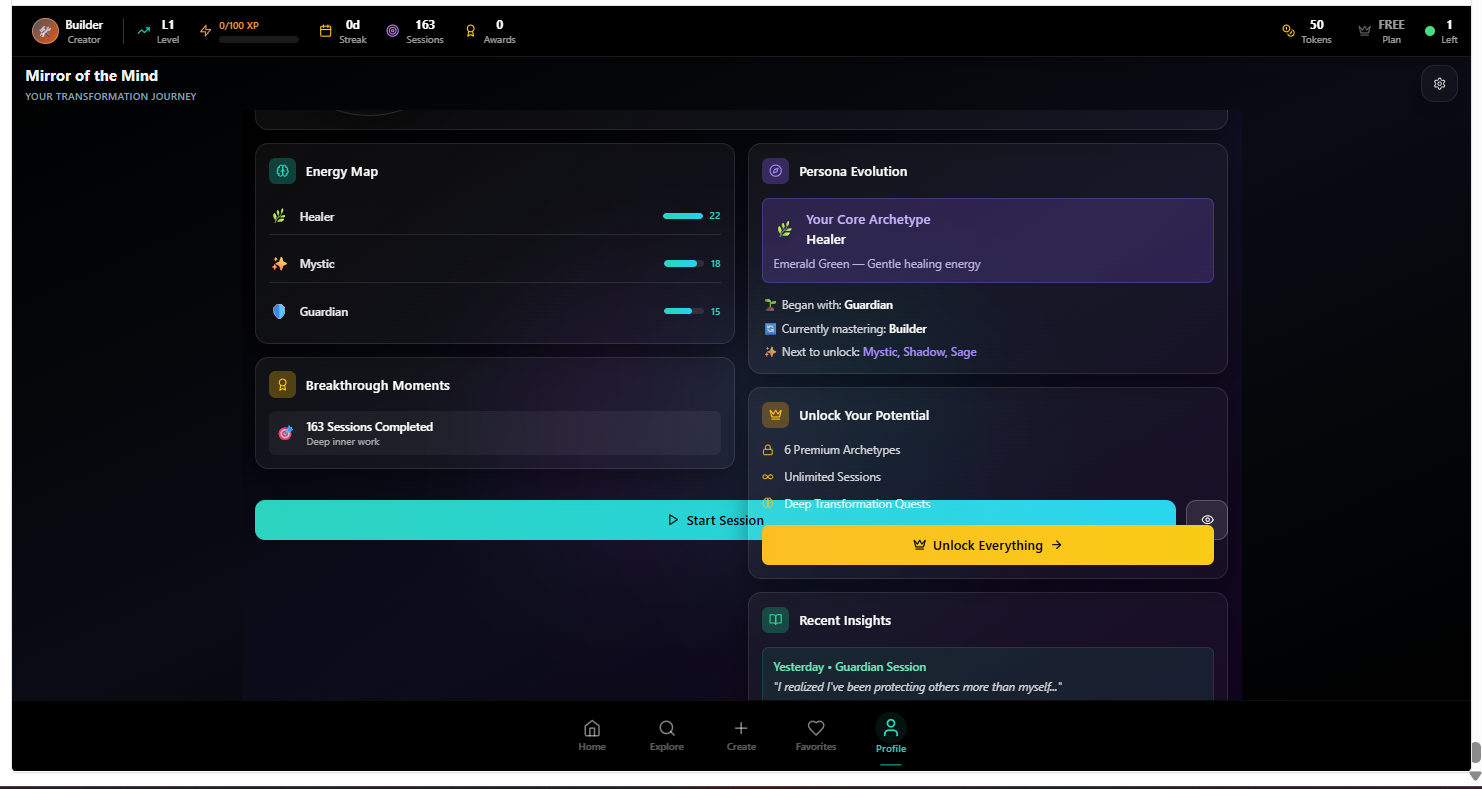 Builder
Creator
L1
Level
0/100 XP
0d
Streak
163
Sessions
0
Awards
50
Tokens
FREE
Plan
1
Left
Mirror of the Mind
YOUR TRANSFORMATION JOURNEY
Energy Map
Healer
22
Mystic
18
Guardian
15
Breakthrough Moments
163 Sessions Completed
Deep inner work
Persona Evolution
Your Core Archetype
Healer
Emerald Green — Gentle healing energy
Began with: Guardian
Currently mastering: Builder
Next to unlock: Mystic, Shadow, Sage
Unlock Your Potential
6 Premium Archetypes
Unlimited Sessions
Deep Transformation Quests
Start Session
Unlock Everything →
Recent Insights
Yesterday • Guardian Session
"I realized I've been protecting others more than myself..."
Home
Explore
Create
Favorites
Profile